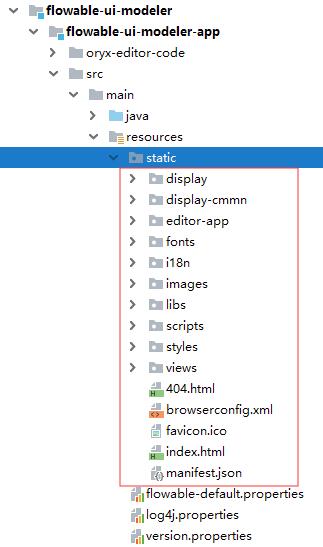 flowable-ui-modeler
flowable-ui-modeler-app
oryx-editor-code
src
main
java
resources
static
display
display-cmmn
editor-app
fonts
i18n
images
libs
scripts
styles
views
404.html
browserconfig.xml
favicon.ico
index.html
manifest.json
flowable-default.properties
log4j.properties
version.properties